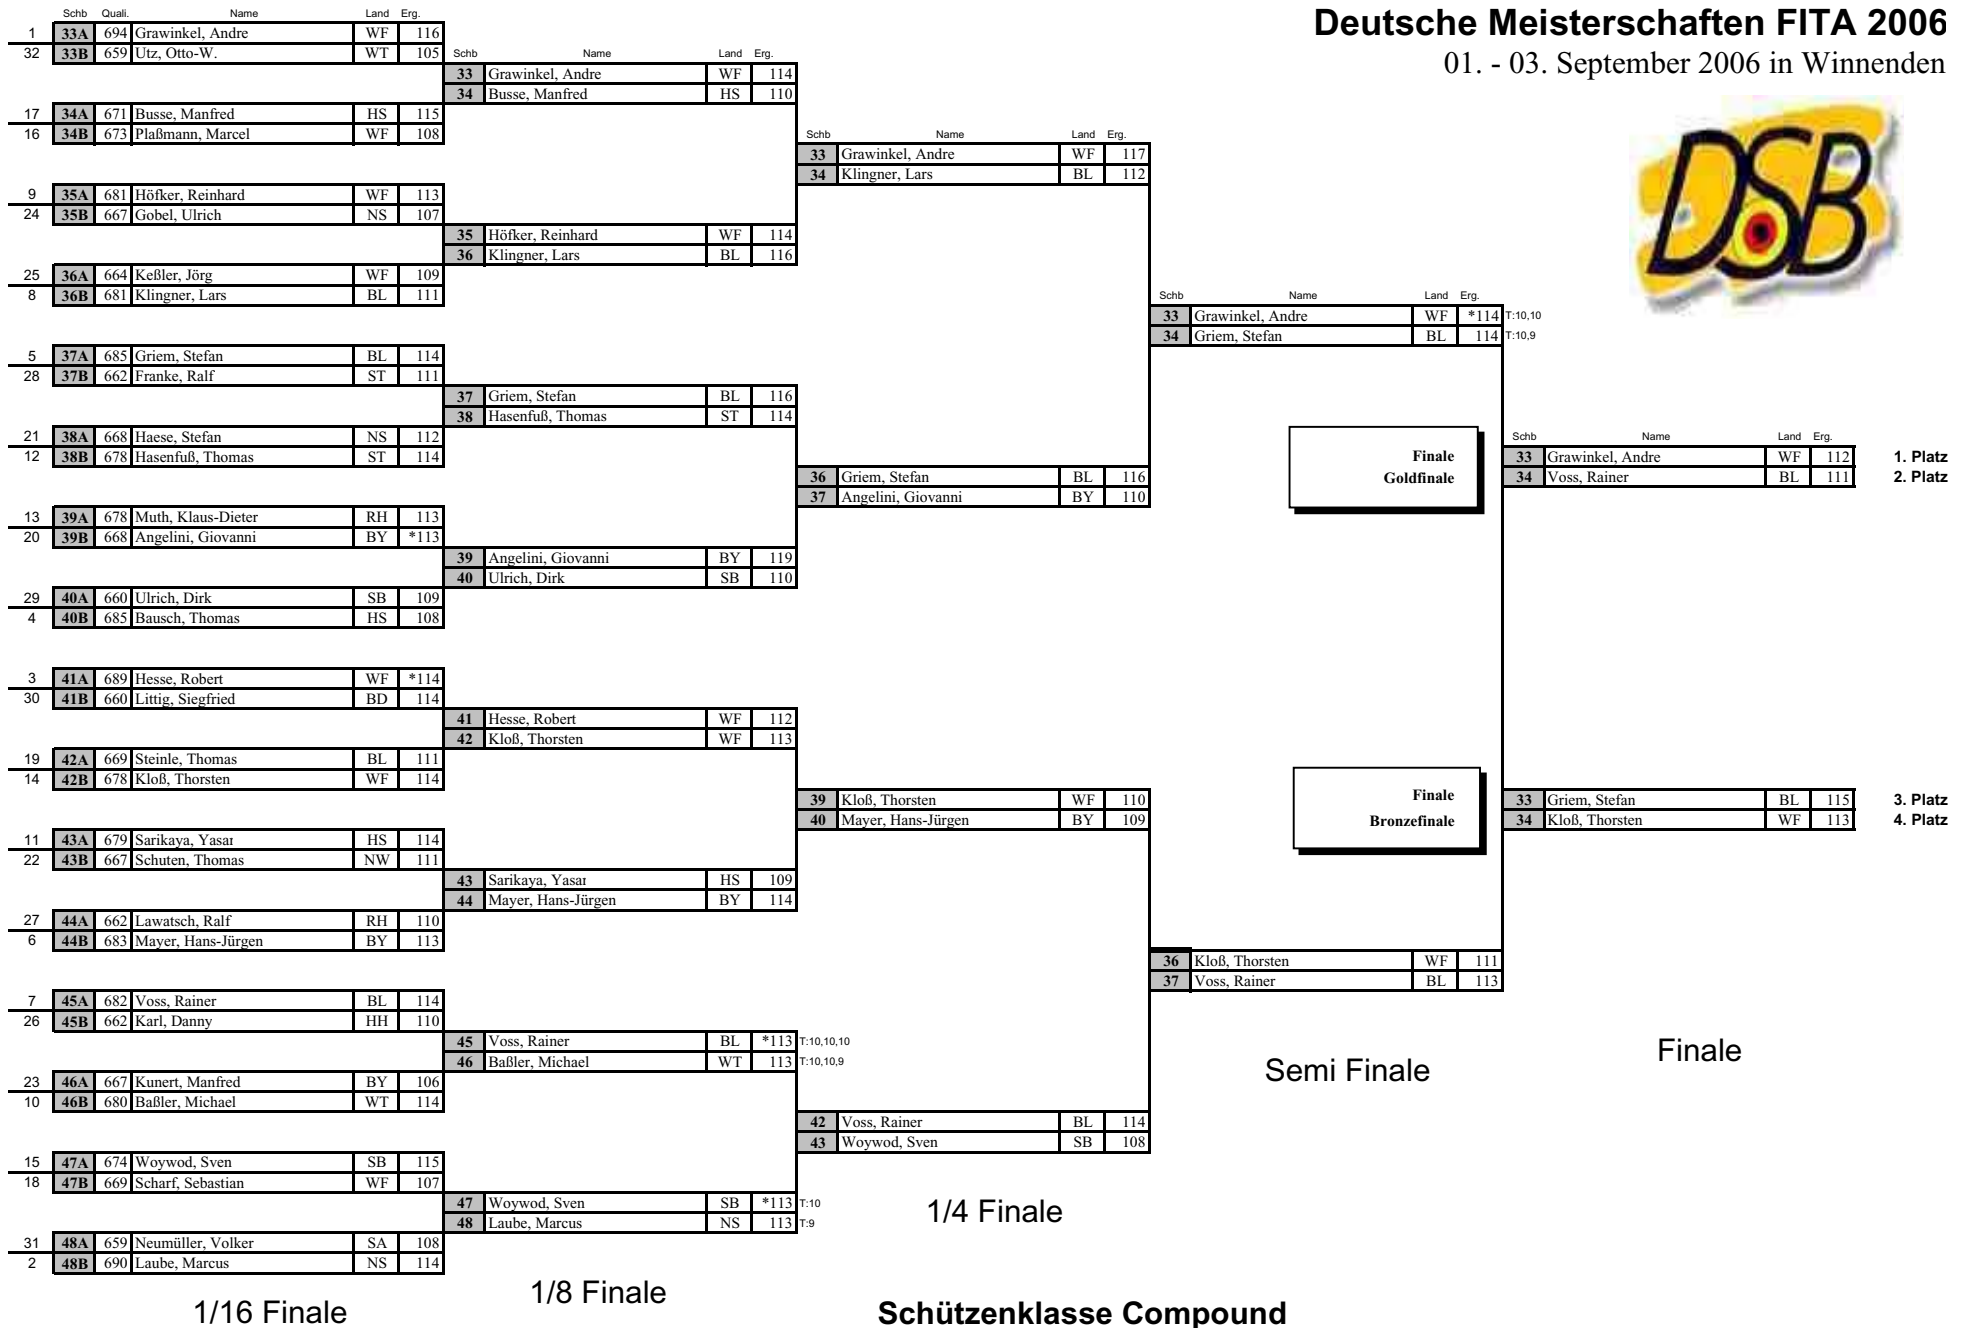 Deutsche Meisterschaften FITA 2006
01. - 03. September 2006 in Winnenden
DSB
Schb Quali. Name Land Erg.
1 33A 694 Grawinkel, Andre WF 116
32 33B 659 Utz, Otto-W. WT 105
17 34A 671 Busse, Manfred HS 115
16 34B 673 Plaßmann, Marcel WF 108
9 35A 681 Höfker, Reinhard WF 113
24 35B 667 Gobel, Ulrich NS 107
25 36A 664 Keßler, Jörg WF 109
8 36B 681 Klingner, Lars BL 111
5 37A 685 Griem, Stefan BL 114
28 37B 662 Franke, Ralf ST 111
21 38A 668 Haese, Stefan NS 112
12 38B 678 Hasenfuß, Thomas ST 114
13 39A 678 Muth, Klaus-Dieter RH 113
20 39B 668 Angelini, Giovanni BY *113
29 40A 660 Ulrich, Dirk SB 109
4 40B 685 Bausch, Thomas HS 108
3 41A 689 Hesse, Robert WF *114
30 41B 660 Littig, Siegfried BD 114
19 42A 669 Steinle, Thomas BL 111
14 42B 678 Kloß, Thorsten WF 114
11 43A 679 Sarikaya, Yasar HS 114
22 43B 667 Schuten, Thomas NW 111
27 44A 662 Lawatsch, Ralf RH 110
6 44B 683 Mayer, Hans-Jürgen BY 113
7 45A 682 Voss, Rainer BL 114
26 45B 662 Karl, Danny HH 110
23 46A 667 Kunert, Manfred BY 106
10 46B 680 Baßler, Michael WT 114
15 47A 674 Woywod, Sven SB 115
18 47B 669 Scharf, Sebastian WF 107
31 48A 659 Neumüller, Volker SA 108
2 48B 690 Laube, Marcus NS 114
1/16 Finale
Schb Name Land Erg.
33 Grawinkel, Andre WF 114
34 Busse, Manfred HS 110
35 Höfker, Reinhard WF 114
36 Klingner, Lars BL 116
37 Griem, Stefan BL 116
38 Hasenfuß, Thomas ST 114
39 Angelini, Giovanni BY 119
40 Ulrich, Dirk SB 110
41 Hesse, Robert WF 112
42 Kloß, Thorsten WF 113
43 Sarikaya, Yasar HS 109
44 Mayer, Hans-Jürgen BY 114
45 Voss, Rainer BL *113 T:10,10,10
46 Baßler, Michael WT 113 T:10,10,9
47 Woywod, Sven SB *113 T:10
48 Laube, Marcus NS 113 T:9
1/8 Finale
Schb Name Land Erg.
33 Grawinkel, Andre WF 117
34 Klingner, Lars BL 112
36 Griem, Stefan BL 116
37 Angelini, Giovanni BY 110
39 Kloß, Thorsten WF 110
40 Mayer, Hans-Jürgen BY 109
42 Voss, Rainer BL 114
43 Woywod, Sven SB 108
1/4 Finale
Schb Name Land Erg.
33 Grawinkel, Andre WF *114 T:10,10
34 Griem, Stefan BL 114 T:10,9
36 Kloß, Thorsten WF 111
37 Voss, Rainer BL 113
Semi Finale
Finale
Goldfinale
Schb Name Land Erg.
33 Grawinkel, Andre WF 112 1. Platz
34 Voss, Rainer BL 111 2. Platz
Finale
Bronzefinale
33 Griem, Stefan BL 115 3. Platz
34 Kloß, Thorsten WF 113 4. Platz
Finale
Schützenklasse Compound